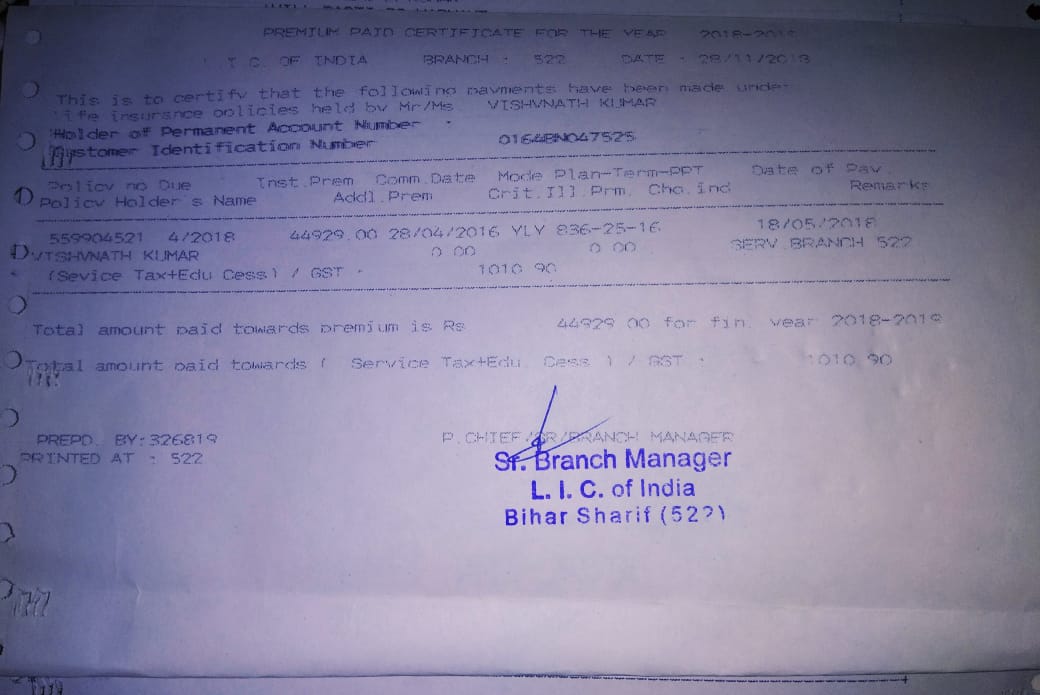 PREMIUM PAID CERTIFICATE FOR THE YEAR 2018-2019
I C. OF INDIA BRANCH : 522 DATE : 28/11/2018
This is to certify that the following payments have been made under
life insurance policies held by Mr/Ms VISHVNATH KUMAR
Holder of Permanent Account Number
Customer Identification Number 0164BN047525
Policy no Due Inst.Prem Comm.Date Mode Plan-Term-PPT Date of Pay.
Policy Holder s Name Addl.Prem Crit.Ill.Prm. Chq.ind Remarks
559904521 4/2018 44929.00 28/04/2016 YLY 836-25-16 18/05/2018
VISHVNATH KUMAR 0 00 0 00 SERV.BRANCH 522
(Sevice Tax+Edu Cess) / GST : 1010 90
Total amount paid towards premium is Rs 44929 00 for fin. year 2018-2019
Total amount paid towards ( Service Tax+Edu. Cess ) / GST : 1010.90
PREPD. BY:326819 P.CHIEF/SR/BRANCH MANAGER
PRINTED AT : 522
Sr. Branch Manager
L. I. C. of India
Bihar Sharif (522)